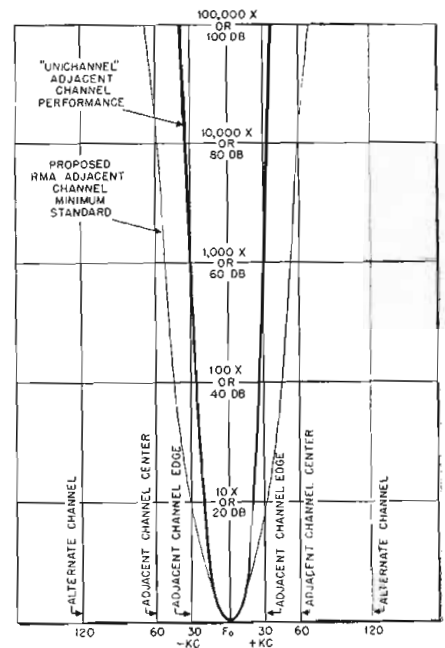 100,000 X
OR
100 DB
"UNICHANNEL"
ADJACENT
CHANNEL
PERFORMANCE
10,000 X
OR
80 DB
PROPOSED
RMA ADJACENT
CHANNEL
MINIMUM
STANDARD
1,000 X
OR
60 DB
100 X
OR
40 DB
10 X
OR
20 DB
ALTERNATE CHANNEL
ADJACENT CHANNEL CENTER
ADJACENT CHANNEL EDGE
ADJACENT CHANNEL EDGE
ADJACENT CHANNEL CENTER
ALTERNATE CHANNEL
120 60 30 Fo 30 60 120
-KC +KC